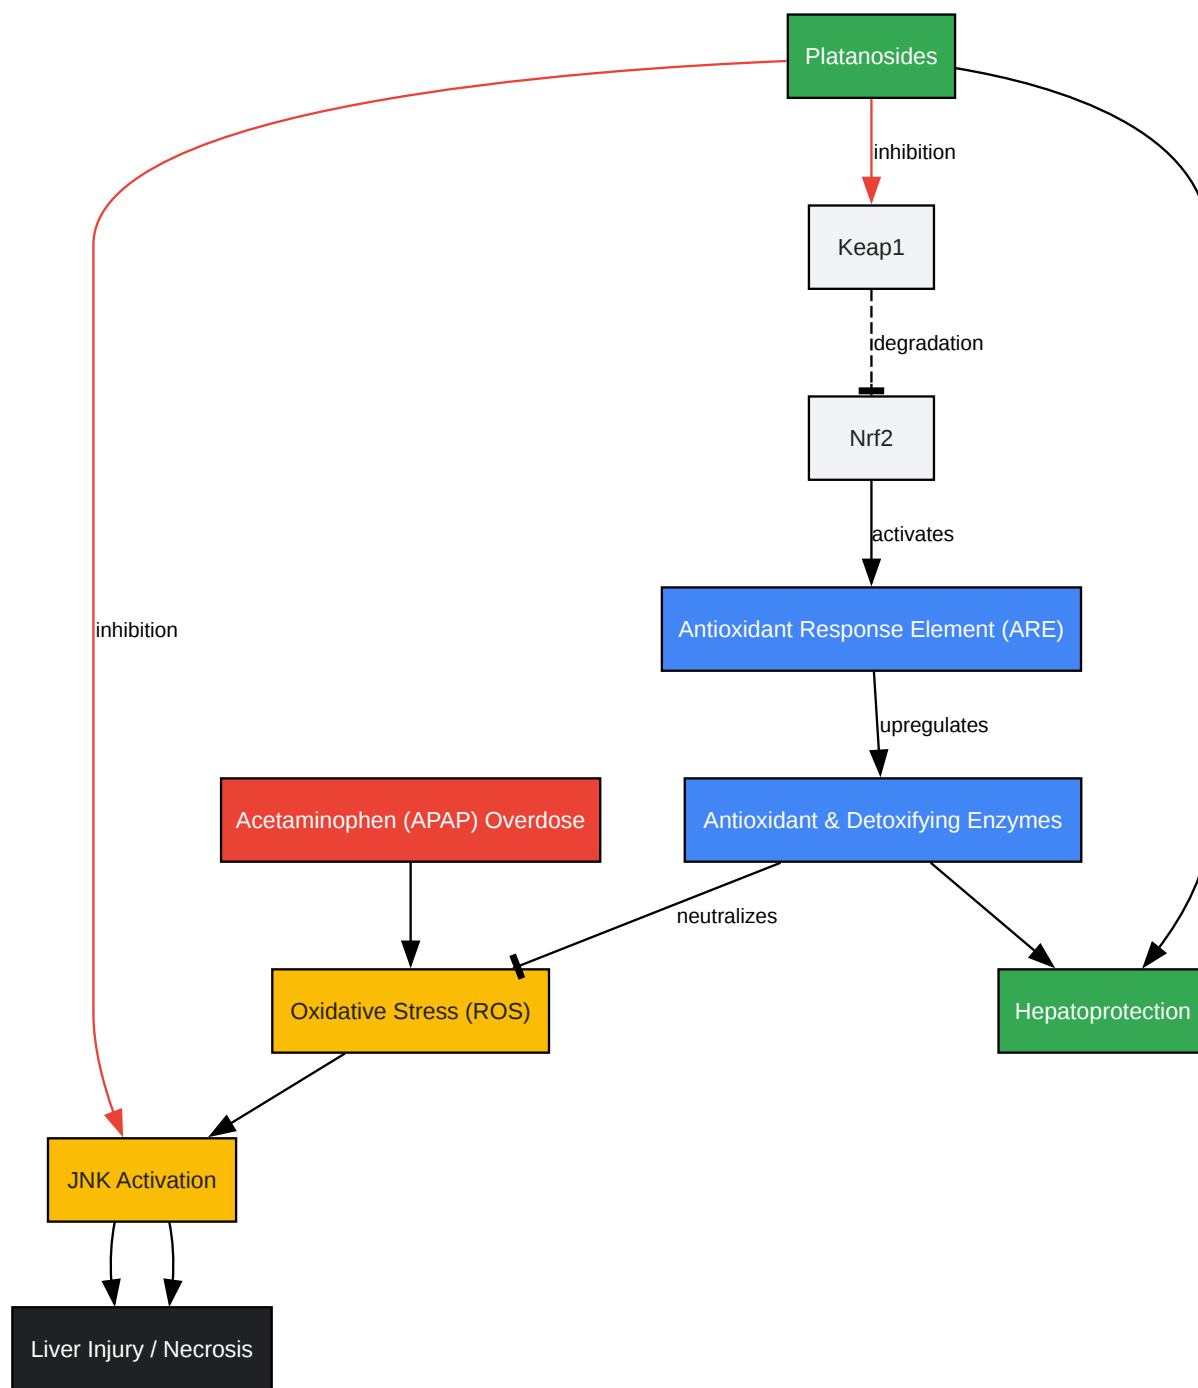 Platanosides
inhibition
Keap1
degradation
Nrf2
activates
Antioxidant Response Element (ARE)
inhibition
upregulates
Acetaminophen (APAP) Overdose
Antioxidant & Detoxifying Enzymes
neutralizes
Oxidative Stress (ROS)
Hepatoprotection
JNK Activation
Liver Injury / Necrosis